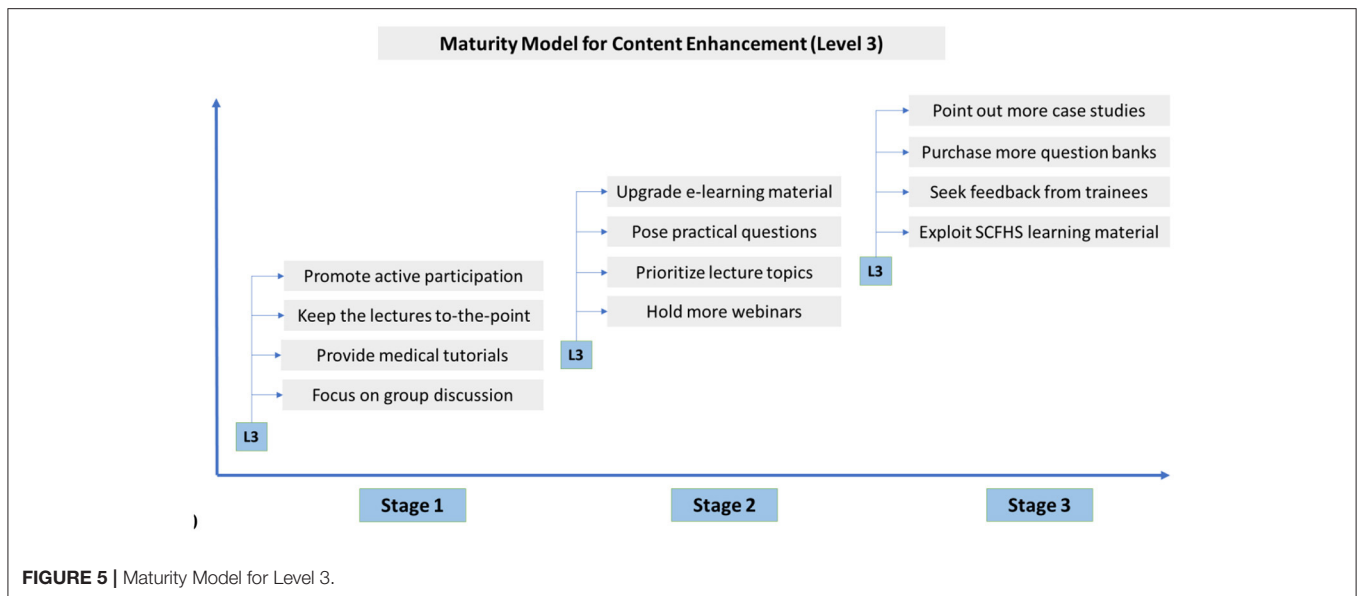 Maturity Model for Content Enhancement (Level 3)
Promote active participation
Keep the lectures to-the-point
Provide medical tutorials
Focus on group discussion
L3
Upgrade e-learning material
Pose practical questions
Prioritize lecture topics
Hold more webinars
L3
Point out more case studies
Purchase more question banks
Seek feedback from trainees
Exploit SCFHS learning material
L3
Stage 1
Stage 2
Stage 3
)
FIGURE 5 | Maturity Model for Level 3.